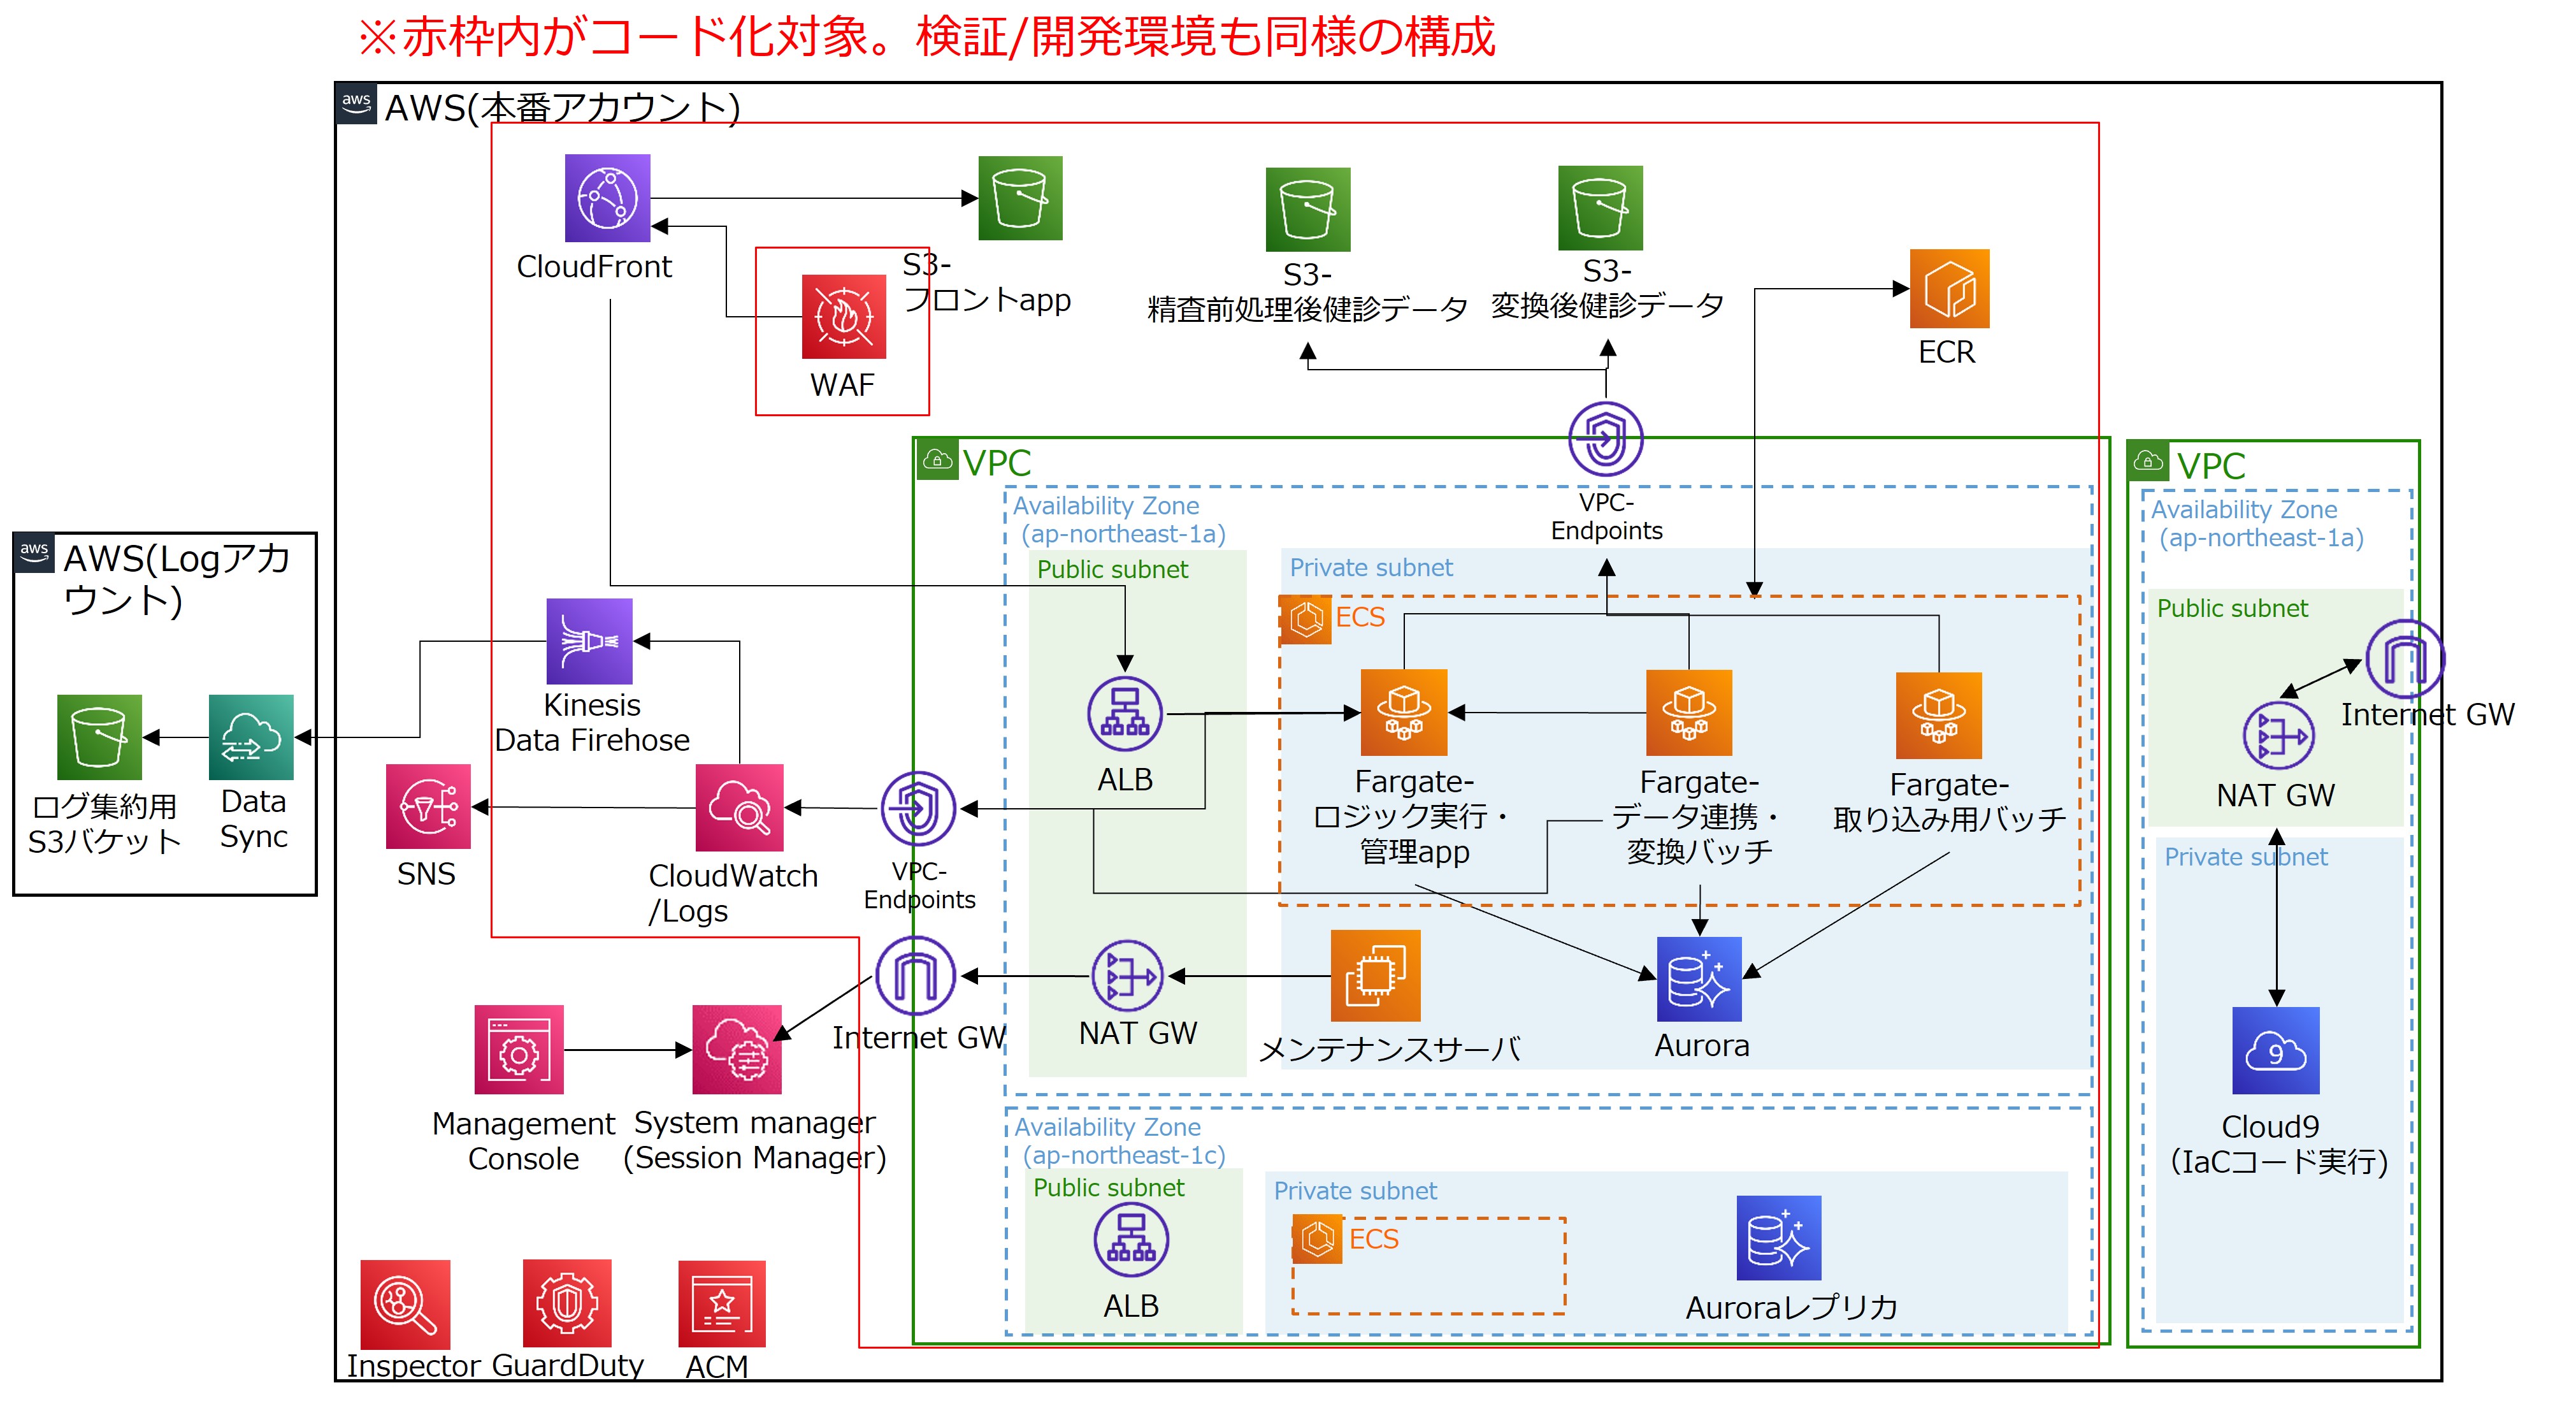 ※赤枠内がコード化対象。検証/開発環境も同様の構成
aws
AWS(本番アカウント)
CloudFront
S3-
フロントapp
WAF
S3-
精査前処理後健診データ
S3-
変換後健診データ
ECR
aws
AWS(Logアカ
ウント)
ログ集約用
S3バケット
Data
Sync
Kinesis
Data Firehose
SNS
CloudWatch
/Logs
VPC-
Endpoints
Internet GW
Management
Console
System manager
(Session Manager)
Inspector
GuardDuty
ACM
VPC
Availability Zone
(ap-northeast-1a)
VPC-
Endpoints
Public subnet
ALB
NAT GW
Private subnet
ECS
Fargate-
ロジック実行・
管理app
Fargate-
データ連携・
変換バッチ
Fargate-
取り込み用バッチ
メンテナンスサーバ
Aurora
Availability Zone
(ap-northeast-1c)
Public subnet
ALB
Private subnet
ECS
Auroraレプリカ
VPC
Availability Zone
(ap-northeast-1a)
Public subnet
Internet GW
NAT GW
Private subnet
9
Cloud9
（IaCコード実行)